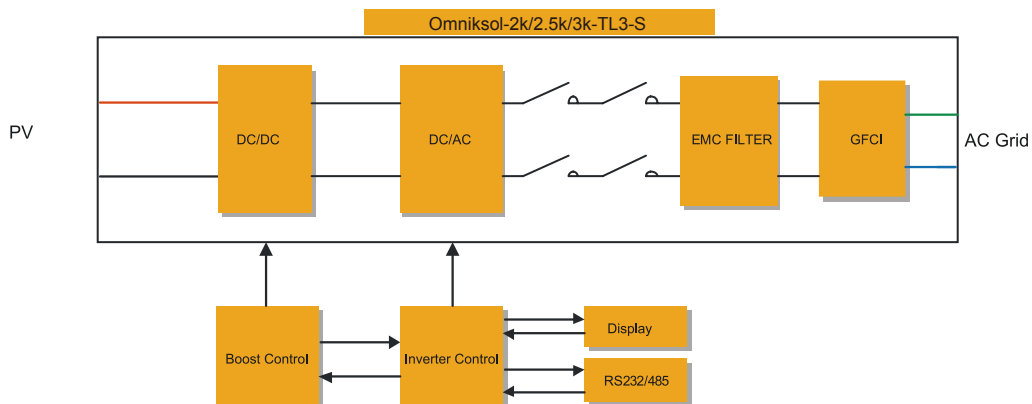 Omniksol-2k/2.5k/3k-TL3-S
PV
DC/DC
DC/AC
EMC FILTER
GFCI
AC Grid
Boost Control
Inverter Control
Display
RS232/485